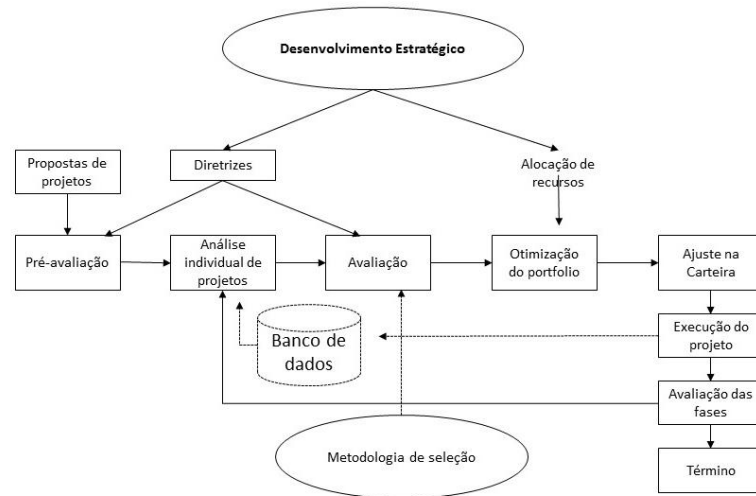 Desenvolvimento Estratégico
Propostas de
projetos
Diretrizes
Alocação de
recursos
Pré-avaliação
Análise
individual de
projetos
Avaliação
Otimização
do portfolio
Ajuste na
Carteira
Execução do
projeto
Banco de
dados
Avaliação das
fases
Metodologia de seleção
Término